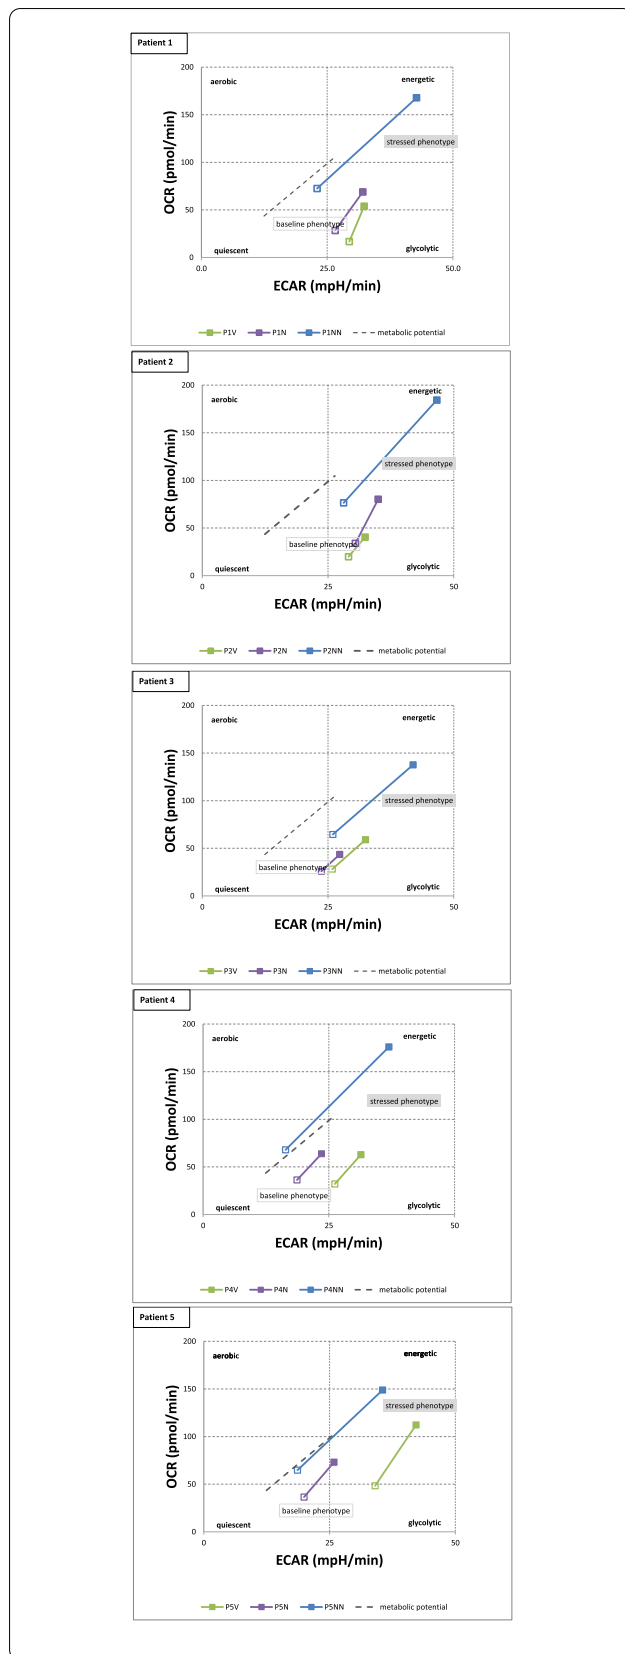 Patient 1
200
aerobic
energetic
150
stressed phenotype
OCR (pmol/min)
100
50
baseline phenotype
quiescent
glycolytic
0
0.0 25.0 50.0
ECAR (mpH/min)
P1V P1N P1NN metabolic potential
Patient 2
200
energetic
aerobic
150
stressed phenotype
OCR (pmol/min)
100
50
baseline phenotype
quiescent
glycolytic
0
25 50
ECAR (mpH/min)
P2V P2N P2NN metabolic potential
Patient 3
200
aerobic
energetic
150
OCR (pmol/min)
100
stressed phenotype
50
baseline phenotype
quiescent
glycolytic
0
0 25 50
ECAR (mpH/min)
P3V P3N P3NN metabolic potential
Patient 4
200
aerobic
energetic
150
stressed phenotype
OCR (pmol/min)
100
50
baseline phenotype
quiescent
glycolytic
0
0 25 50
ECAR (mpH/min)
P4V P4N P4NN metabolic potential
Patient 5
200
aerobic
energetic
150
stressed phenotype
OCR (pmol/min)
100
50
baseline phenotype
quiescent
glycolytic
0
0 25 50
ECAR (mpH/min)
P5V P5N P5NN metabolic potential